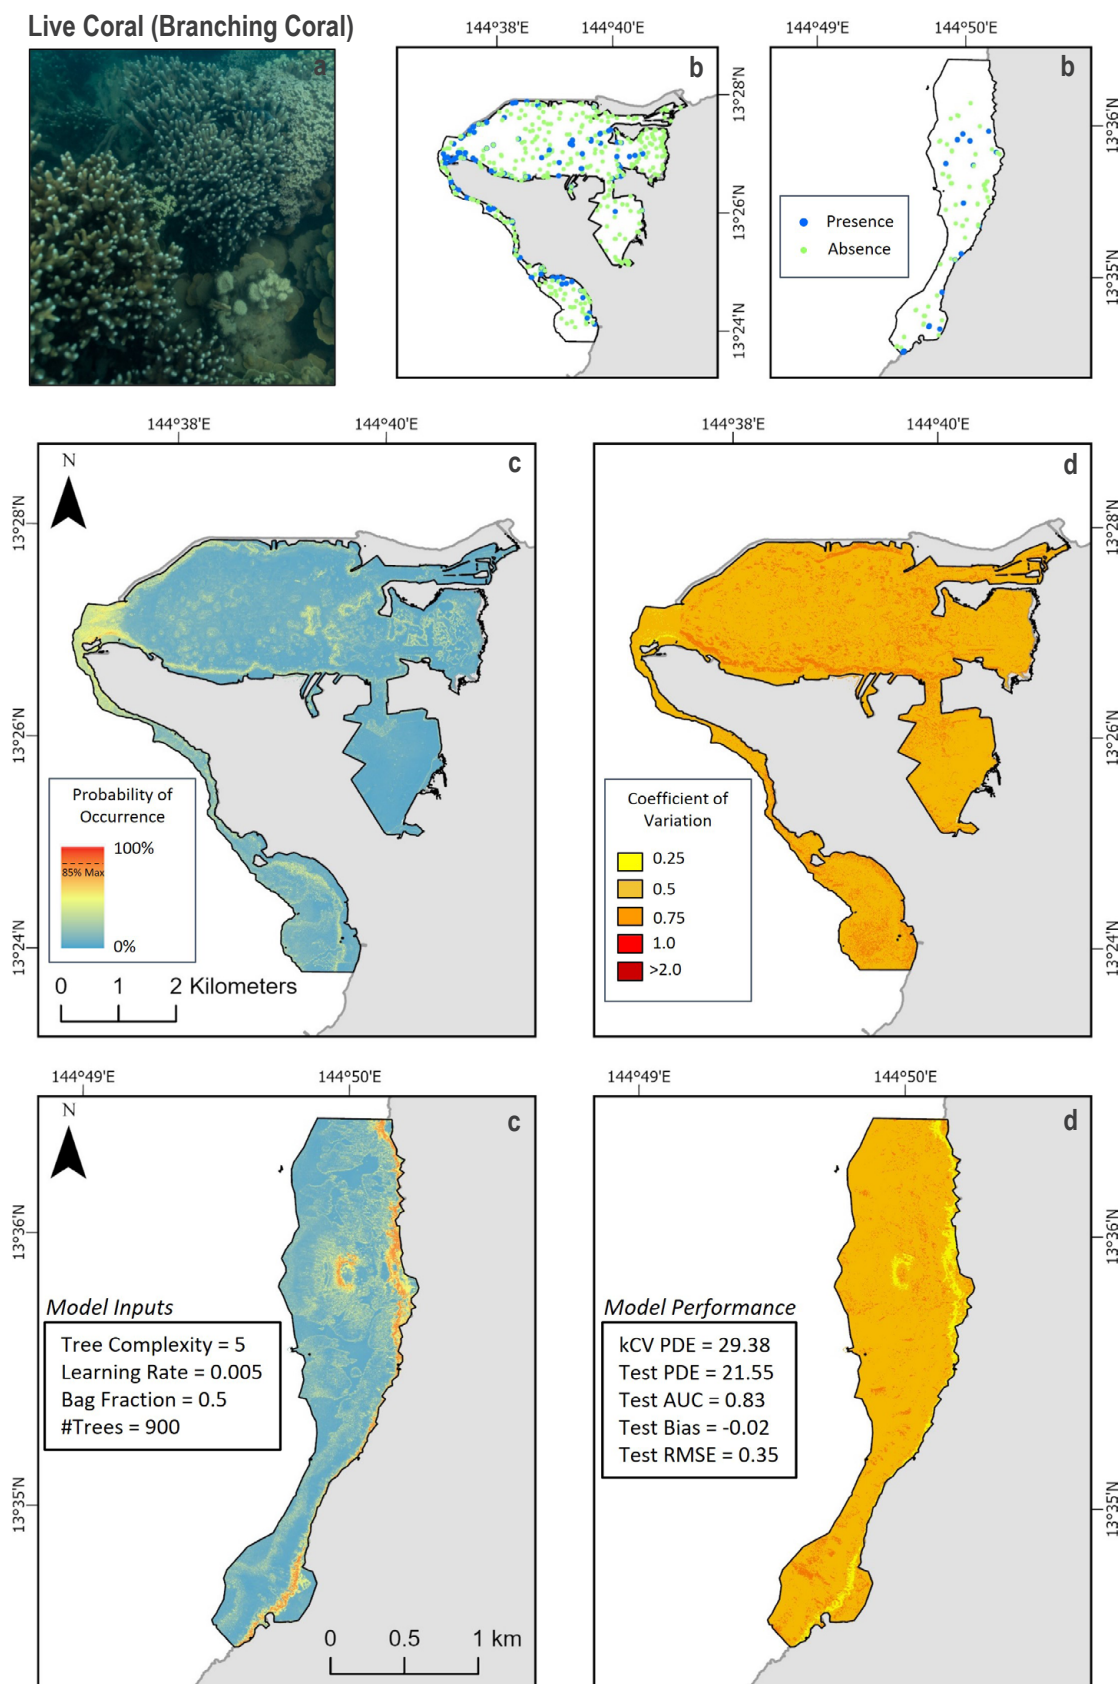 Live Coral (Branching Coral)
a
144°38'E
144°40'E
b
13°28'N
13°26'N
13°24'N
144°49'E
144°50'E
b
13°36'N
13°35'N
Presence
Absence
144°38'E
144°40'E
N
c
13°28'N
13°26'N
13°24'N
Probability of
Occurrence
100%
85% Max
0%
0 1 2 Kilometers
144°38'E
144°40'E
d
13°28'N
13°26'N
13°24'N
Coefficient of
Variation
0.25
0.5
0.75
1.0
>2.0
144°49'E
144°50'E
N
c
13°36'N
13°35'N
Model Inputs
Tree Complexity = 5
Learning Rate = 0.005
Bag Fraction = 0.5
#Trees = 900
0 0.5 1 km
144°49'E
144°50'E
d
13°36'N
13°35'N
Model Performance
kCV PDE = 29.38
Test PDE = 21.55
Test AUC = 0.83
Test Bias = -0.02
Test RMSE = 0.35